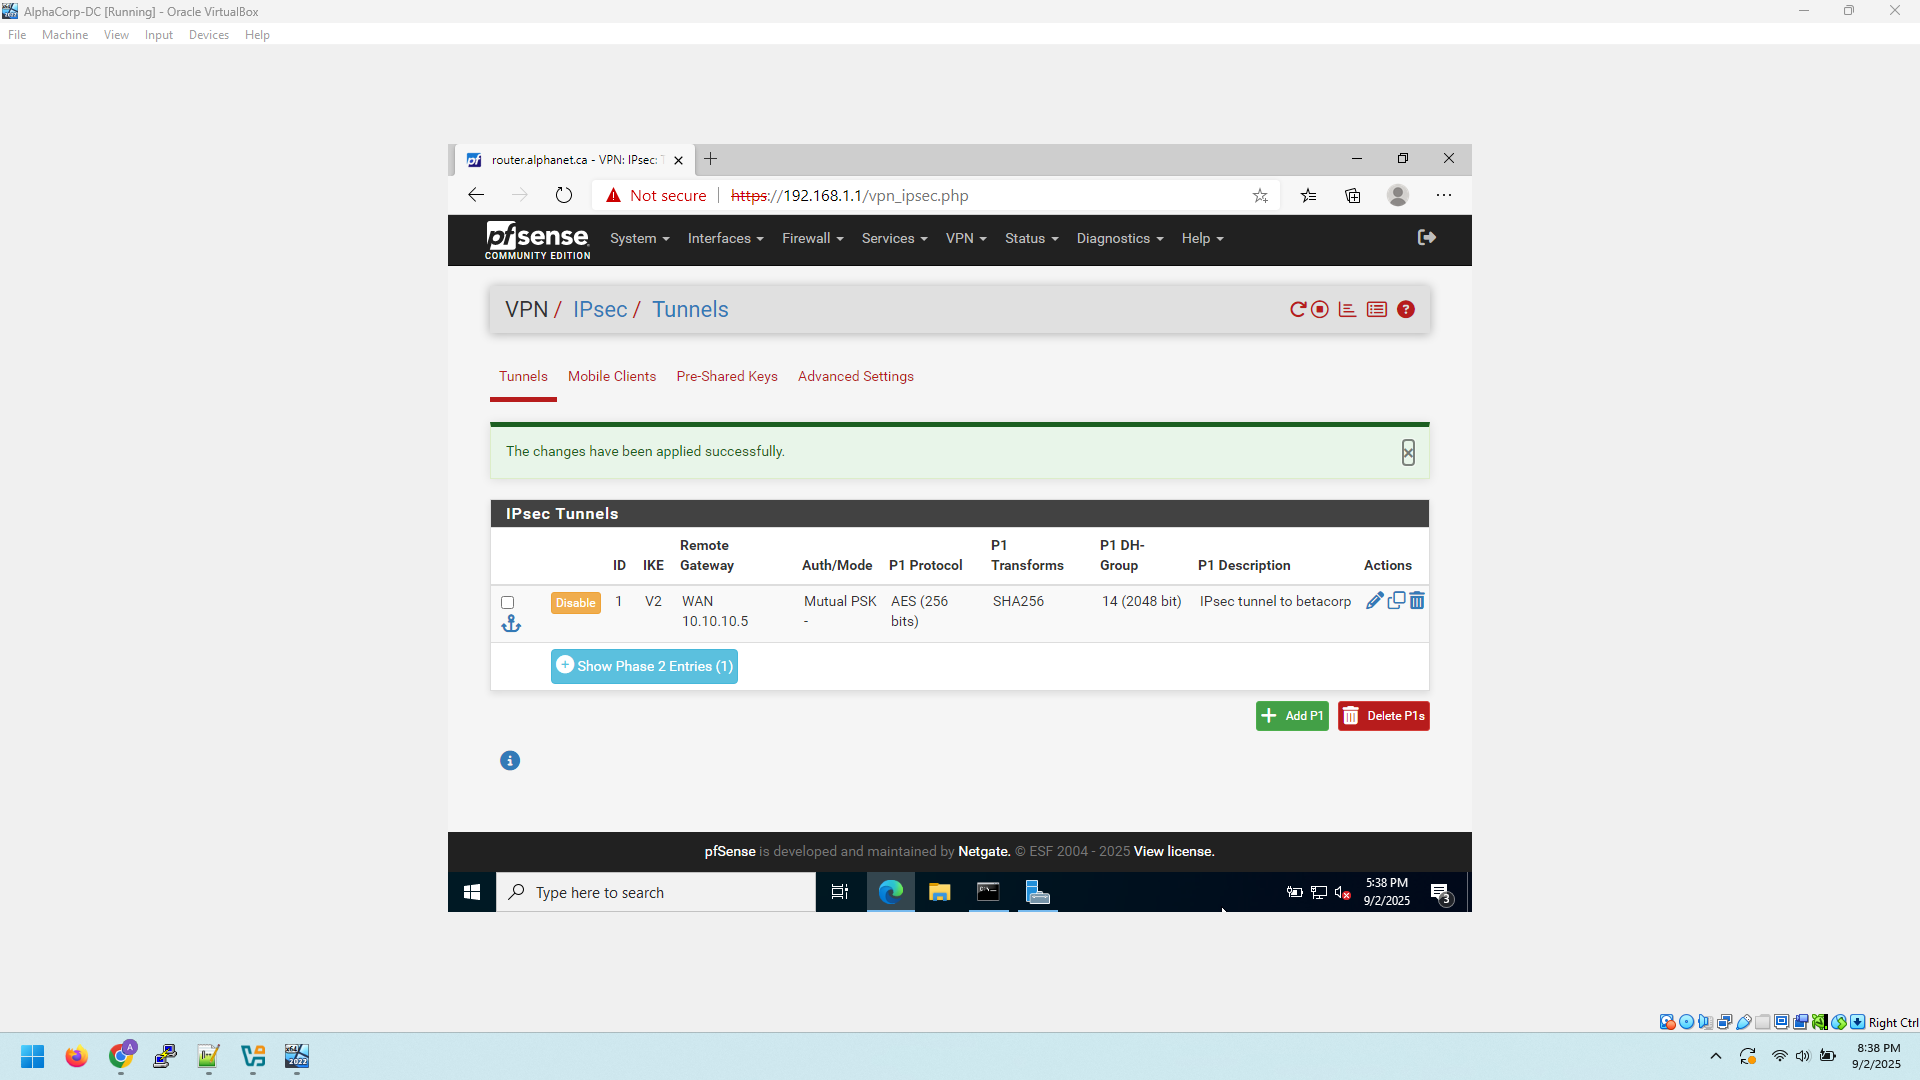 AlphaCorp-DC [Running] - Oracle VirtualBox
File Machine View Input Devices Help
router.alphanet.ca - VPN: IPsec:
Not secure https://192.168.1.1/vpn_ipsec.php
pfsense COMMUNITY EDITION System Interfaces Firewall Services VPN Status Diagnostics Help
VPN / IPsec / Tunnels
Tunnels Mobile Clients Pre-Shared Keys Advanced Settings
The changes have been applied successfully.
IPsec Tunnels
ID IKE Remote Gateway Auth/Mode P1 Protocol P1 Transforms P1 DH-Group P1 Description Actions
Disable 1 V2 WAN Mutual PSK AES (256 SHA256 14 (2048 bit) IPsec tunnel to betacorp
10.10.10.5 - bits)
Show Phase 2 Entries (1)
Add P1 Delete P1s
pfSense is developed and maintained by Netgate. © ESF 2004 - 2025 View license.
Type here to search
5:38 PM
9/2/2025
3
Right Ctrl
8:38 PM
9/2/2025